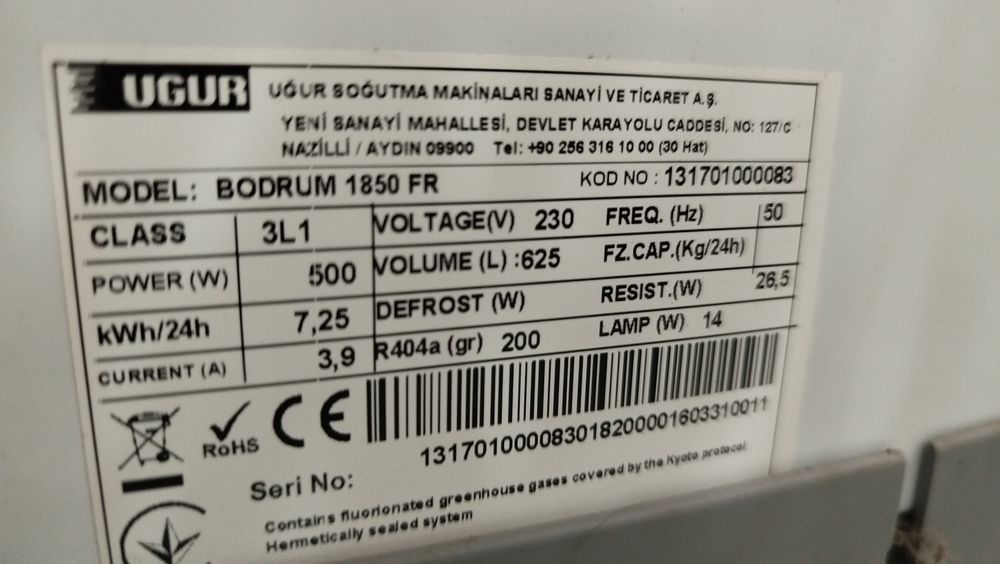 UĞUR
UĞUR SOĞUTMA MAKİNALARI SANAYİ VE TİCARET A.Ş.
YENİ SANAYİ MAHALLESİ, DEVLET KARAYOLU CADDESİ, NO: 127/C
NAZİLLİ / AYDIN 09900 Tel: +90 256 316 10 00 (30 Hat)
MODEL: BODRUM 1850 FR KOD NO : 131701000083
CLASS 3L1 VOLTAGE(V) 230 FREQ. (Hz) 50
POWER (W) 500 VOLUME (L) :625 FZ.CAP.(Kg/24h)
kWh/24h 7,25 DEFROST (W) RESIST.(W) 26,5
CURRENT (A) 3,9 R404a (gr) 200 LAMP (W) 14
RoHS CE
131701000083018200001603310011
Seri No:
Contains fluorionated greenhouse gases covered by the Kyoto protocol
Hermetically sealed system